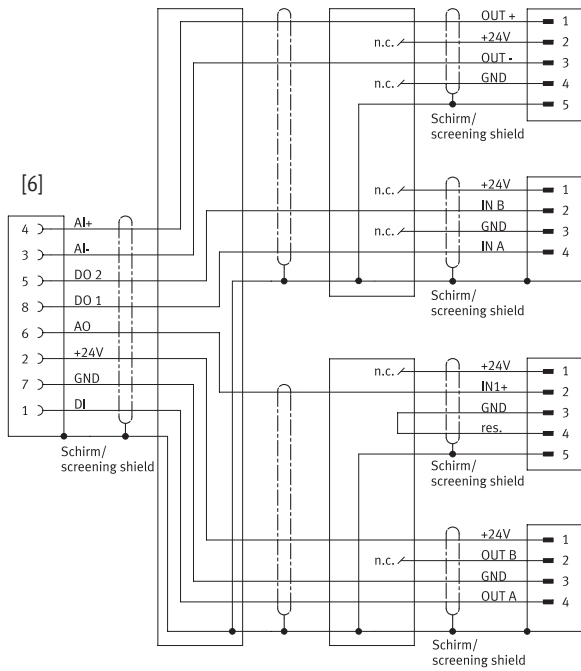 OUT + 1
n.c. +24V 2
OUT - 3
n.c. GND 4
5
Schirm/
screening shield
n.c. +24V 1
IN B 2
n.c. GND 3
IN A 4
Schirm/
screening shield
[6]
4 AI+
3 AI-
5 DO 2
8 DO 1
6 AO
2 +24V
7 GND
1 DI
Schirm/
screening shield
n.c. +24V 1
IN1+ 2
GND 3
res. 4
5
Schirm/
screening shield
+24V 1
n.c. OUT B 2
GND 3
OUT A 4
Schirm/
screening shield